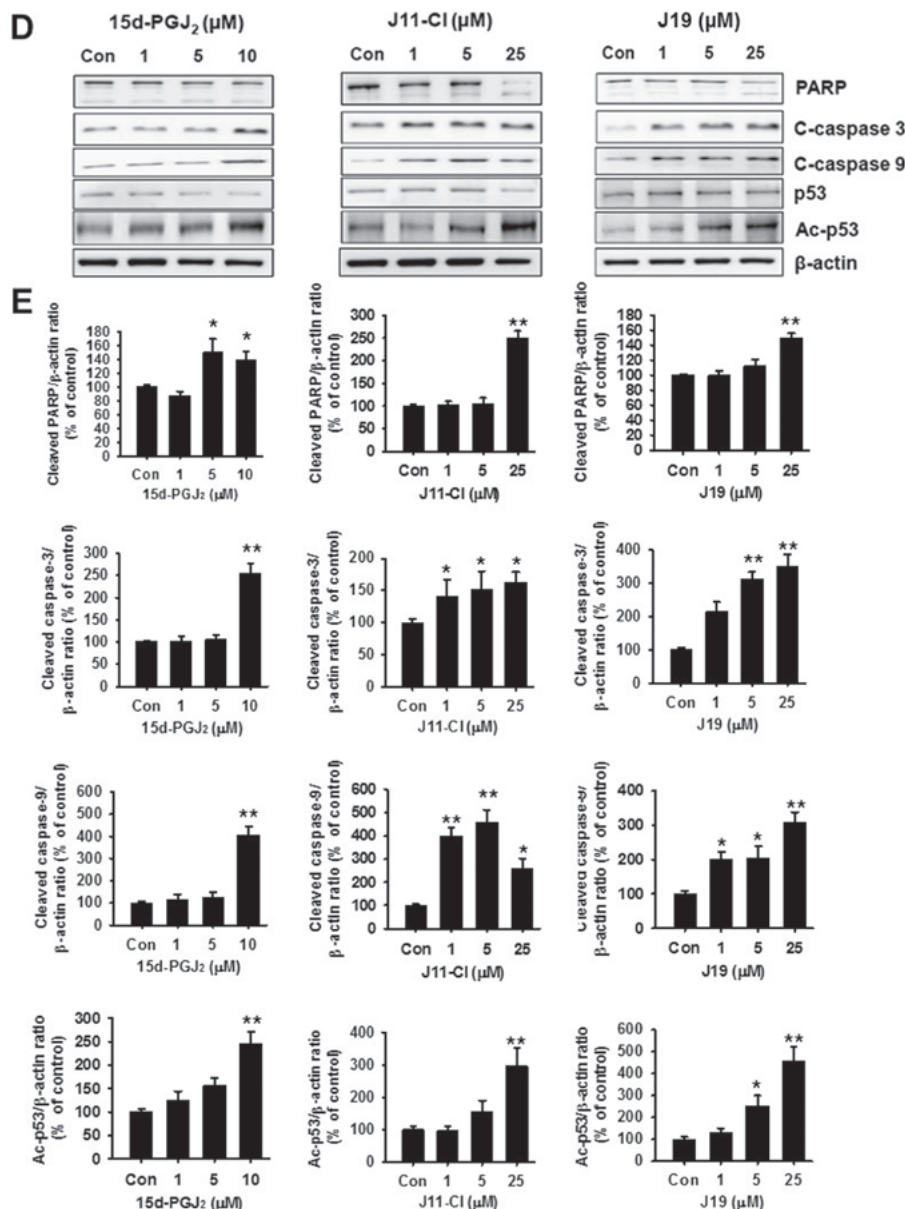 D
15d-PGJ₂ (μM)
J11-Cl (μM)
J19 (μM)
Con 1 5 10
Con 1 5 25
Con 1 5 25
PARP
C-caspase 3
C-caspase 9
p53
Ac-p53
β-actin
E
Cleaved PARP/β-actin ratio
(% of control)
180
160
140
120
100
80
60
40
20
0
* *
Con 1 5 10
15d-PGJ₂ (μM)
Cleaved PARP/β-actin ratio
(% of control)
300
250
200
150
100
50
0
**
Con 1 5 25
J11-Cl (μM)
Cleaved PARP/β-actin ratio
(% of control)
180
160
140
120
100
80
60
40
20
0
**
Con 1 5 25
J19 (μM)
Cleaved caspase-3/
β-actin ratio (% of control)
300
250
200
150
100
50
0
**
Con 1 5 10
15d-PGJ₂ (μM)
Cleaved caspase-3/
β-actin ratio (% of control)
200
150
100
50
0
* * *
Con 1 5 25
J11-Cl (μM)
Cleaved caspase-3/
β-actin ratio (% of control)
400
300
200
100
0
** **
Con 1 5 25
J19 (μM)
Cleaved caspase-9/
β-actin ratio (% of control)
600
500
400
300
200
100
0
**
Con 1 5 10
15d-PGJ₂ (μM)
Cleaved caspase-9/
β-actin ratio (% of control)
600
500
400
300
200
100
0
** ** *
Con 1 5 25
J11-Cl (μM)
Cleaved caspase-9/
β-actin ratio (% of control)
400
300
200
100
0
* * **
Con 1 5 25
J19 (μM)
Ac-p53/β-actin ratio
(% of control)
300
250
200
150
100
50
0
**
Con 1 5 10
15d-PGJ₂ (μM)
Ac-p53/β-actin ratio
(% of control)
400
300
200
100
0
**
Con 1 5 25
J11-Cl (μM)
Ac-p53/β-actin ratio
(% of control)
600
500
400
300
200
100
0
* **
Con 1 5 25
J19 (μM)